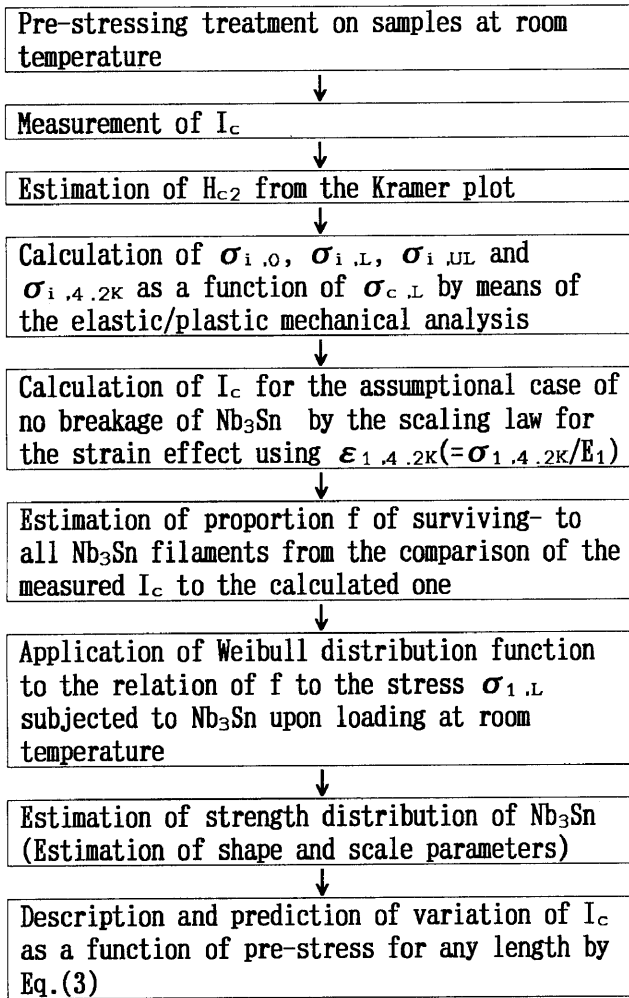 Pre-stressing treatment on samples at room
temperature
↓
Measurement of Ic
↓
Estimation of Hc2 from the Kramer plot
↓
Calculation of σi,0, σi,L, σi,UL and
σi,4.2K as a function of σc,L by means of
the elastic/plastic mechanical analysis
↓
Calculation of Ic for the assumptional case of
no breakage of Nb3Sn by the scaling law for
the strain effect using ε1,4.2K(=σ1,4.2K/E1)
↓
Estimation of proportion f of surviving- to
all Nb3Sn filaments from the comparison of the
measured Ic to the calculated one
↓
Application of Weibull distribution function
to the relation of f to the stress σ1,L
subjected to Nb3Sn upon loading at room
temperature
↓
Estimation of strength distribution of Nb3Sn
(Estimation of shape and scale parameters)
↓
Description and prediction of variation of Ic
as a function of pre-stress for any length by
Eq.(3)